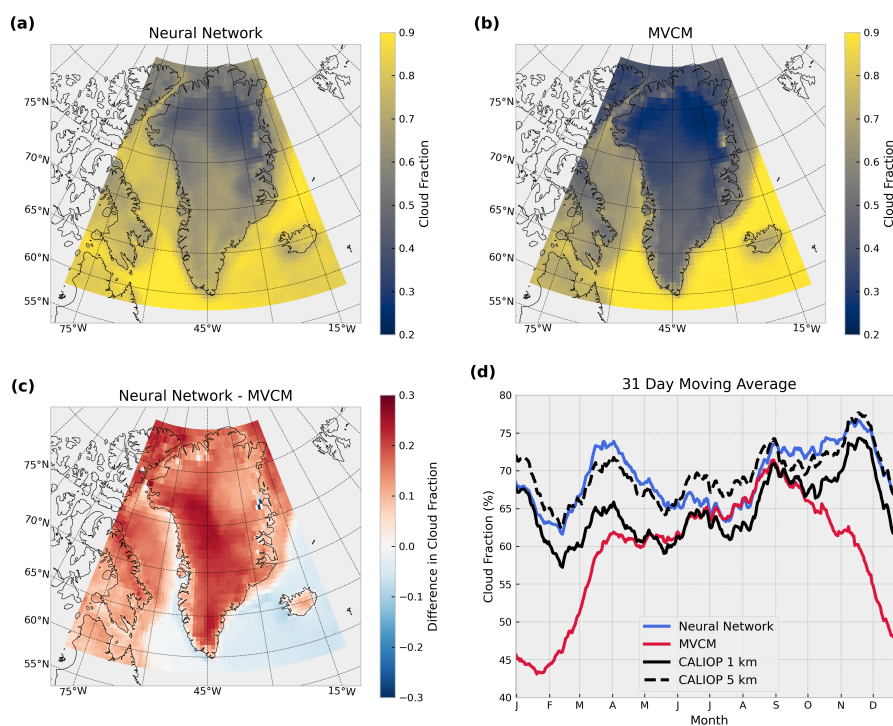 (a)
Neural Network
75°N
70°N
65°N
60°N
55°N
75°W
45°W
15°W
0.9
0.8
0.7
0.6
0.5
0.4
0.3
0.2
Cloud Fraction
(b)
MVCM
75°N
70°N
65°N
60°N
55°N
75°W
45°W
15°W
0.9
0.8
0.7
0.6
0.5
0.4
0.3
0.2
Cloud Fraction
(c)
Neural Network - MVCM
75°N
70°N
65°N
60°N
55°N
75°W
45°W
15°W
0.3
0.2
0.1
0.0
−0.1
−0.2
−0.3
Difference in Cloud Fraction
(d)
31 Day Moving Average
80
75
70
65
60
55
50
45
40
Cloud Fraction (%)
Neural Network
MVCM
CALIOP 1 km
CALIOP 5 km
J F M A M J J A S O N D
Month